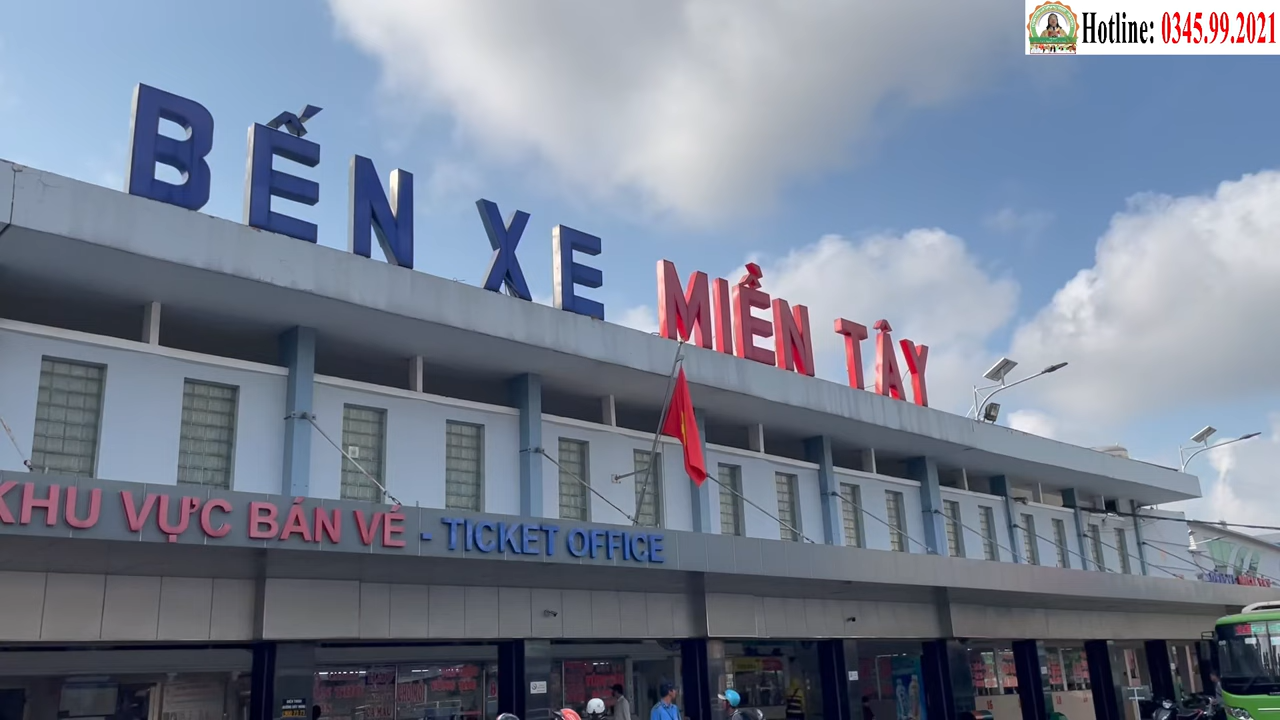 Hotline: 0345.99.2021
BẾN XE MIỀN TÂY
KHU VỰC BÁN VÉ - TICKET OFFICE